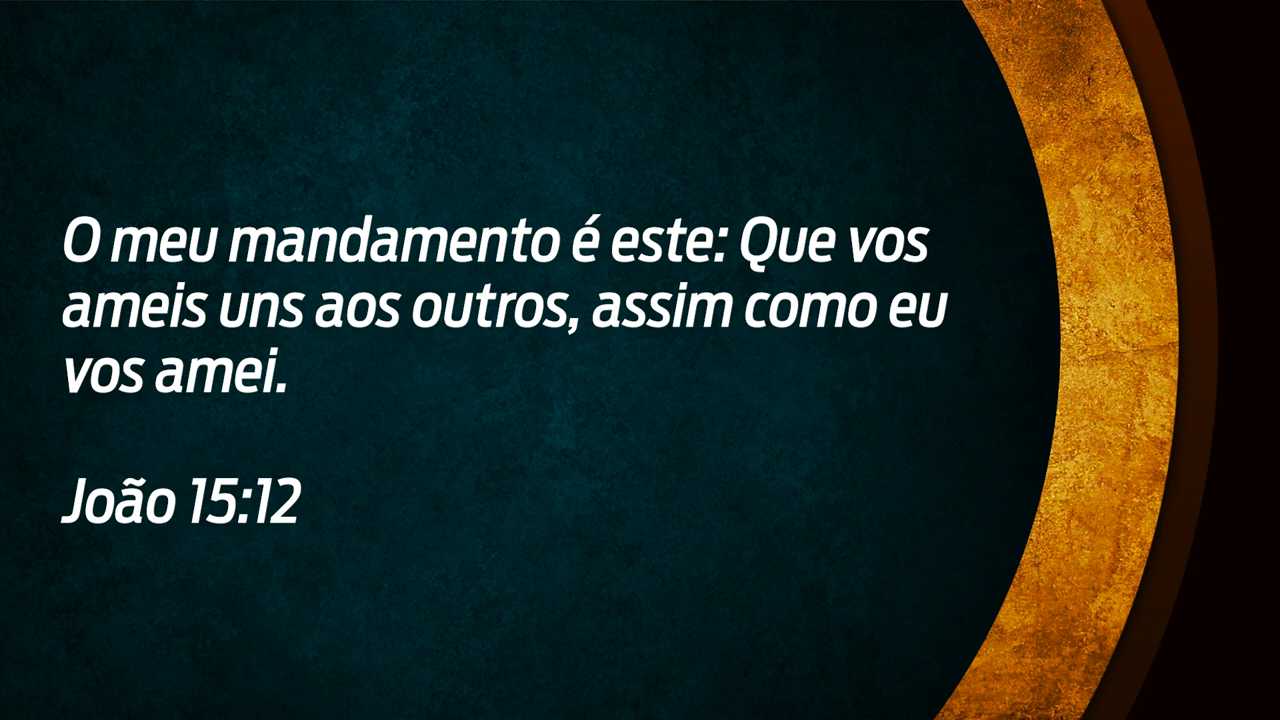 O meu mandamento é este: Que vos
ameis uns aos outros, assim como eu
vos amei.
João 15:12